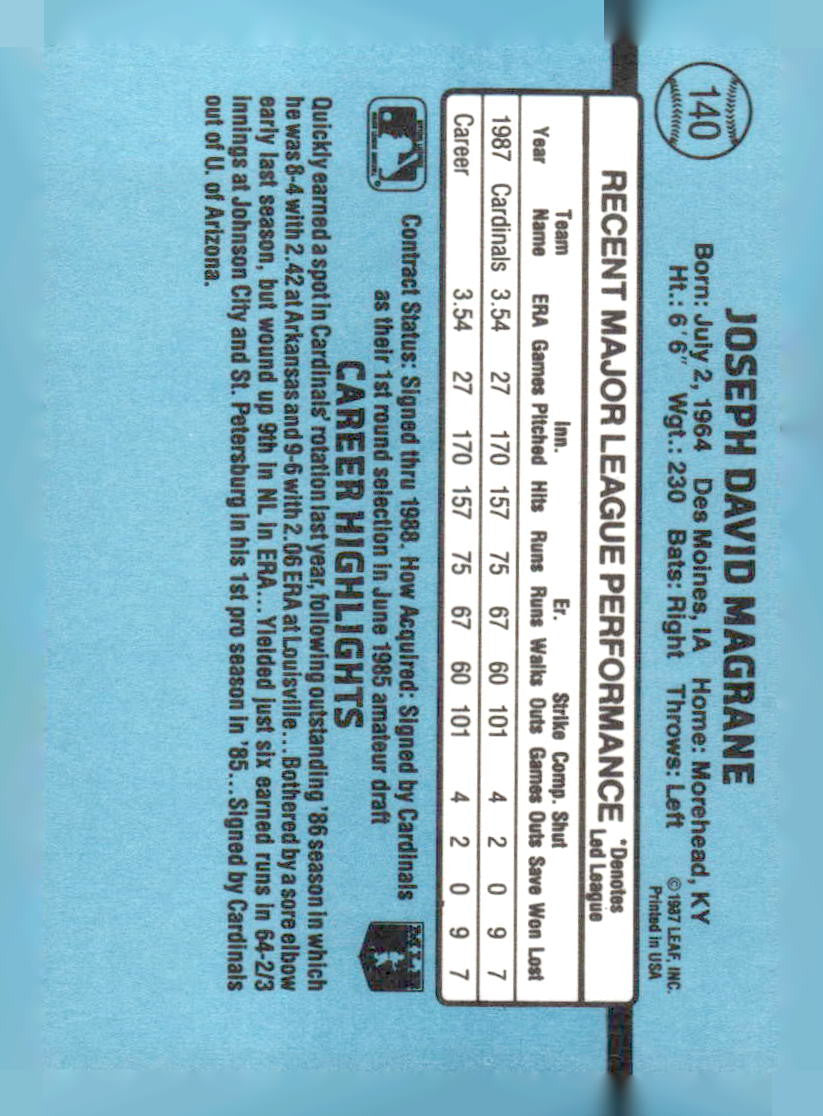 140
JOSEPH DAVID MAGRANE
Born: July 2, 1964 Des Moines, IA Home: Morehead, KY
Ht.: 6'6" Wgt.: 230 Bats: Right Throws: Left
©1987 LEAF, INC.
Printed in USA
RECENT MAJOR LEAGUE PERFORMANCE *Denotes Led League
Team Inn. Er. Strike Comp. Shut
Year Name ERA Games Pitched Hits Runs Runs Walks Outs Games Outs Save Won Lost
1987 Cardinals 3.54 27 170 157 75 67 60 101 4 2 0 9 7
Career 3.54 27 170 157 75 67 60 101 4 2 0 9 7
Contract Status: Signed thru 1988. How Acquired: Signed by Cardinals
as their 1st round selection in June 1985 amateur draft
CAREER HIGHLIGHTS
Quickly earned a spot in Cardinals' rotation last year, following outstanding '86 season in which
he was 8-4 with 2.42 at Arkansas and 9-6 with 2.06 ERA at Louisville... Bothered by a sore elbow
early last season, but wound up 9th in NL in ERA... Yielded just six earned runs in 64-2/3
innings at Johnson City and St. Petersburg in his 1st pro season in '85... Signed by Cardinals
out of U. of Arizona.